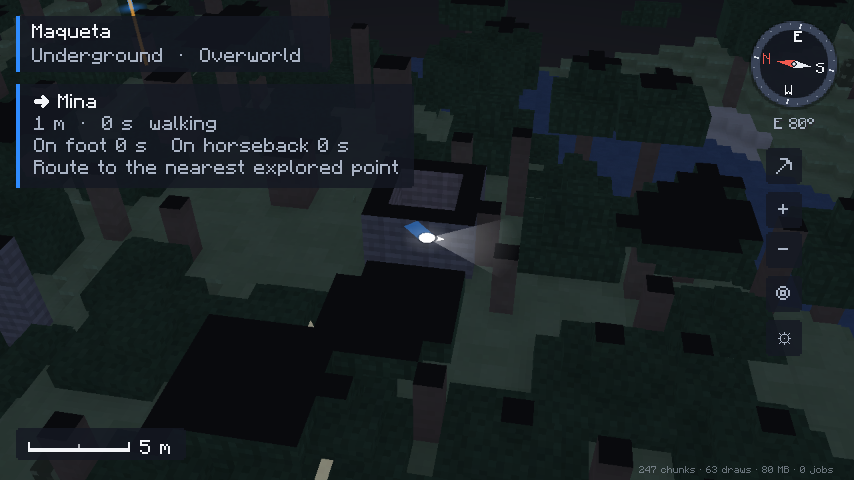 Maqueta
Underground · Overworld
➔ Mina
1 m · 0 s walking
On foot 0 s On horseback 0 s
Route to the nearest explored point
E
N
S
W
E 80°
+
−
5 m
247 chunks · 63 draws · 80 MB · 0 jobs